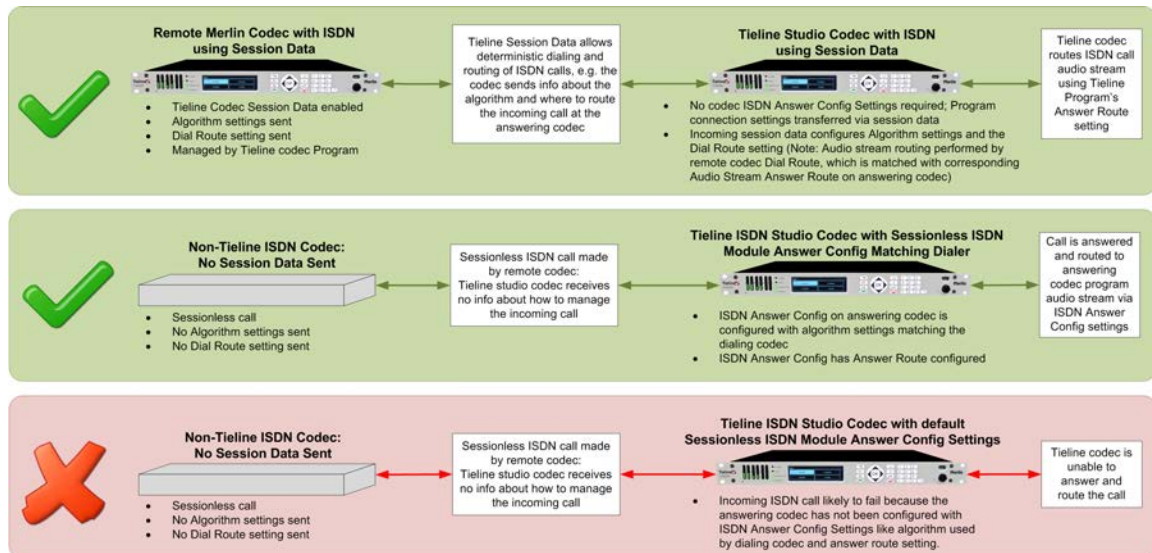 Remote Merlin Codec with ISDN
using Session Data
• Tieline Codec Session Data enabled
• Algorithm settings sent
• Dial Route setting sent
• Managed by Tieline codec Program
Tieline Session Data allows
deterministic dialing and
routing of ISDN calls, e.g. the
codec sends info about the
algorithm and where to route
the incoming call at the
answering codec
Tieline Studio Codec with ISDN
using Session Data
• No codec ISDN Answer Config Settings required; Program
connection settings transferred via session data
• Incoming session data configures Algorithm settings and the
Dial Route setting (Note: Audio stream routing performed by
remote codec Dial Route, which is matched with corresponding
Audio Stream Answer Route on answering codec)
Tieline codec
routes ISDN call
audio stream
using Tieline
Program's
Answer Route
setting
Non-Tieline ISDN Codec:
No Session Data Sent
• Sessionless call
• No Algorithm settings sent
• No Dial Route setting sent
Sessionless ISDN call made
by remote codec:
Tieline studio codec receives
no info about how to manage
the incoming call
Tieline ISDN Studio Codec with Sessionless ISDN
Module Answer Config Matching Dialer
• ISDN Answer Config on answering codec is
configured with algorithm settings matching the
dialing codec
• ISDN Answer Config has Answer Route configured
Call is answered
and routed to
answering
codec program
audio stream via
ISDN Answer
Config settings
Non-Tieline ISDN Codec:
No Session Data Sent
• Sessionless call
• No Algorithm settings sent
• No Dial Route setting sent
Sessionless ISDN call made
by remote codec:
Tieline studio codec receives
no info about how to manage
the incoming call
Tieline ISDN Studio Codec with default
Sessionless ISDN Module Answer Config Settings
• Incoming ISDN call likely to fail because the
answering codec has not been configured with
ISDN Answer Config Settings like algorithm used
by dialing codec and answer route setting.
Tieline codec is
unable to
answer and
route the call